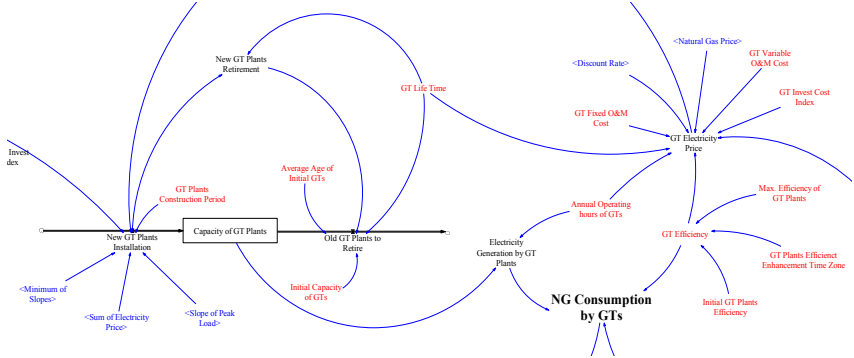 New GT Plants
Retirement
<Natural Gas Price>
GT Variable
O&M Cost
<Discount Rate>
GT Life Time
GT Invest Cost
Index
GT Fixed O&M
Cost
GT Electricity
Price
Invest
dex
Average Age of
Initial GTs
GT Plants
Construction Period
Max. Efficiency of
GT Plants
Annual Operating
hours of GTs
Capacity of GT Plants
New GT Plants
Installation
Old GT Plants to
Retire
Electricity
Generation by GT
Plants
GT Efficiency
GT Plants Efficienct
Enhancement Time Zone
<Minimum of
Slopes>
Initial Capacity
of GTs
NG Consumption
by GTs
Initial GT Plants
Efficiency
<Sum of Electricity
Price>
<Slope of Peak
Load>